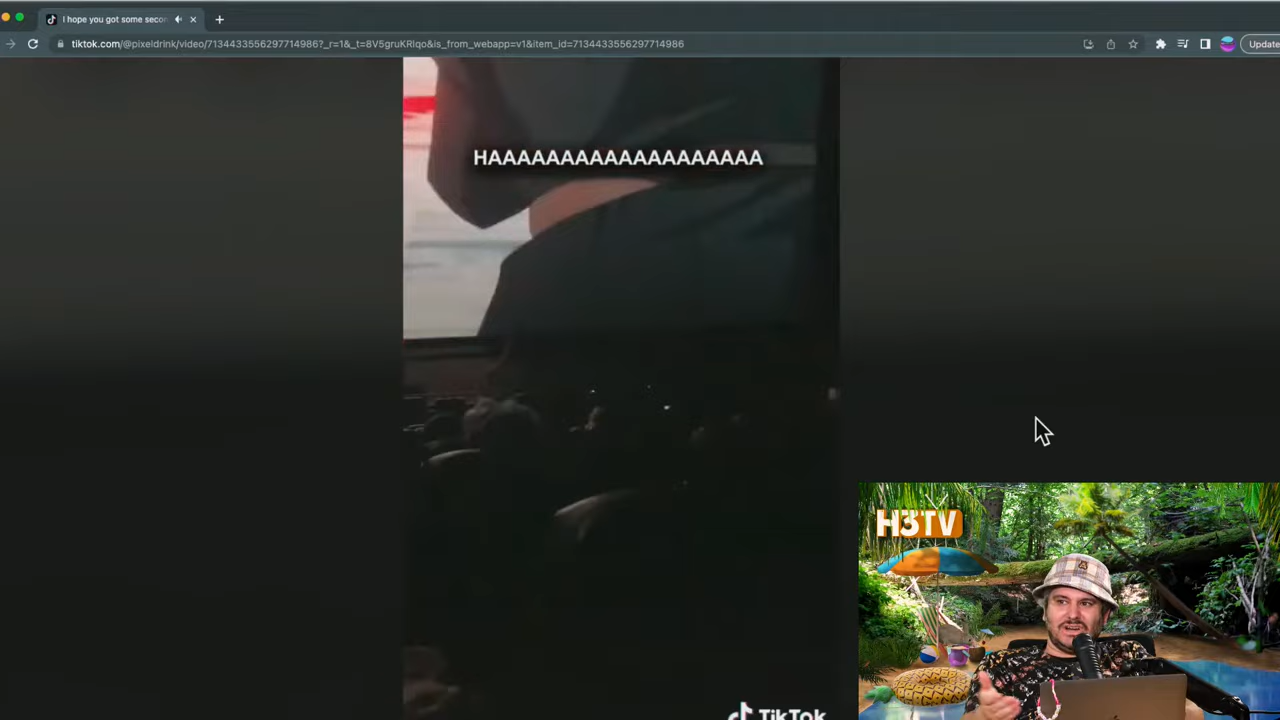 I hope you got some secon
tiktok.com/@pixeldrink/video/7134433556297714986?_r=1&_t=8V5gruKRlqo&is_from_webapp=v1&item_id=7134433556297714986
Update
HAAAAAAAAAAAAAAAAAAA
H3TV
TikTok